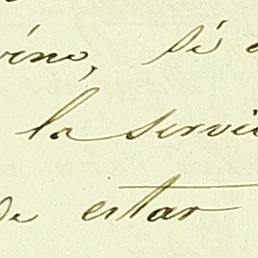 vino, Si
la servi
de estar